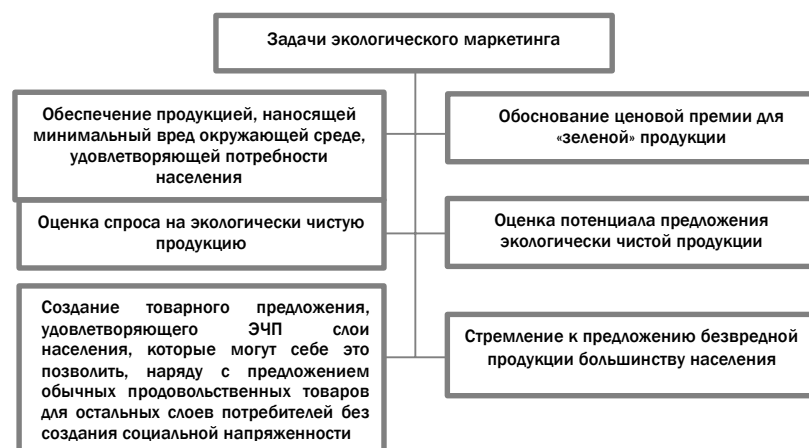 Задачи экологического маркетинга
Обеспечение продукцией, наносящей
минимальный вред окружающей среде,
удовлетворяющей потребности
населения
Обоснование ценовой премии для
«зеленой» продукции
Оценка спроса на экологически чистую
продукцию
Оценка потенциала предложения
экологически чистой продукции
Создание товарного предложения,
удовлетворяющего ЭЧП слои
населения, которые могут себе это
позволить, наряду с предложением
обычных продовольственных товаров
для остальных слоев потребителей без
создания социальной напряженности
Стремление к предложению безвредной
продукции большинству населения